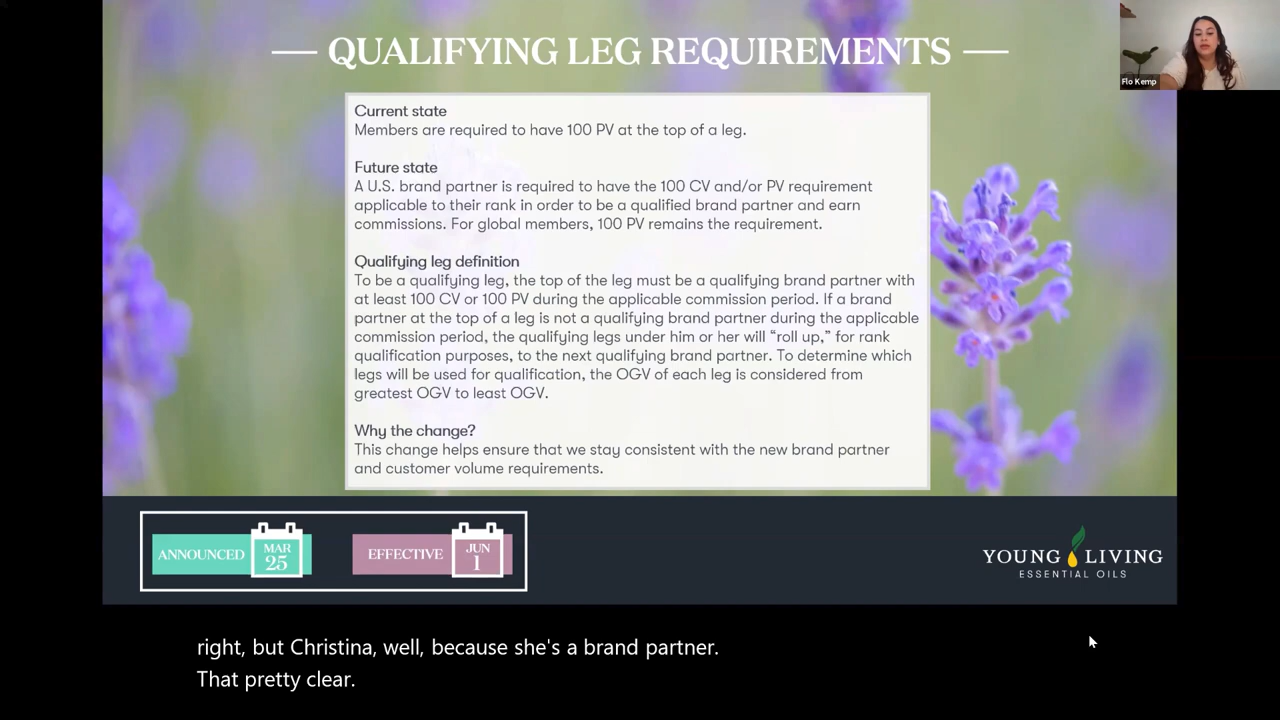 QUALIFYING LEG REQUIREMENTS
Flo Kemp
Current state
Members are required to have 100 PV at the top of a leg.
Future state
A U.S. brand partner is required to have the 100 CV and/or PV requirement
applicable to their rank in order to be a qualified brand partner and earn
commissions. For global members, 100 PV remains the requirement.
Qualifying leg definition
To be a qualifying leg, the top of the leg must be a qualifying brand partner with
at least 100 CV or 100 PV during the applicable commission period. If a brand
partner at the top of a leg is not a qualifying brand partner during the applicable
commission period, the qualifying legs under him or her will “roll up,” for rank
qualification purposes, to the next qualifying brand partner. To determine which
legs will be used for qualification, the OGV of each leg is considered from
greatest OGV to least OGV.
Why the change?
This change helps ensure that we stay consistent with the new brand partner
and customer volume requirements.
ANNOUNCED
MAR
25
EFFECTIVE
JUN
1
YOUNG LIVING
ESSENTIAL OILS
right, but Christina, well, because she's a brand partner.
That pretty clear.